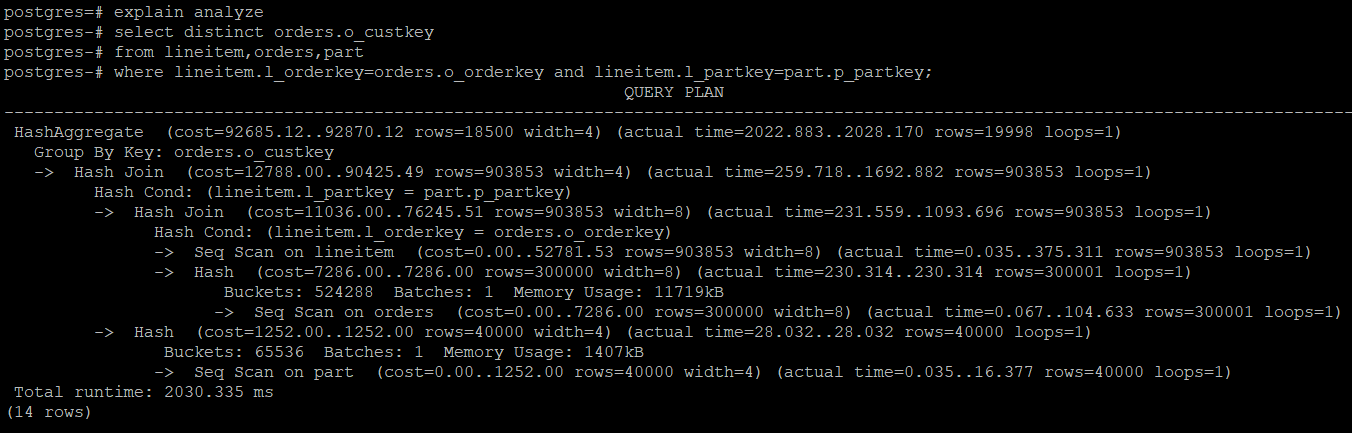 postgres=# explain analyze
postgres-# select distinct orders.o_custkey
postgres-# from lineitem,orders,part
postgres-# where lineitem.l_orderkey=orders.o_orderkey and lineitem.l_partkey=part.p_partkey;
QUERY PLAN
---------------------------------------------------------------------------------------------------------------------------------------
HashAggregate  (cost=92685.12..92870.12 rows=18500 width=4) (actual time=2022.883..2028.170 rows=19998 loops=1)
Group By Key: orders.o_custkey
->  Hash Join  (cost=12788.00..90425.49 rows=903853 width=4) (actual time=259.718..1692.882 rows=903853 loops=1)
Hash Cond: (lineitem.l_partkey = part.p_partkey)
->  Hash Join  (cost=11036.00..76245.51 rows=903853 width=8) (actual time=231.559..1093.696 rows=903853 loops=1)
Hash Cond: (lineitem.l_orderkey = orders.o_orderkey)
->  Seq Scan on lineitem  (cost=0.00..52781.53 rows=903853 width=8) (actual time=0.035..375.311 rows=903853 loops=1)
->  Hash  (cost=7286.00..7286.00 rows=300000 width=8) (actual time=230.314..230.314 rows=300001 loops=1)
Buckets: 524288  Batches: 1  Memory Usage: 11719kB
->  Seq Scan on orders  (cost=0.00..7286.00 rows=300000 width=8) (actual time=0.067..104.633 rows=300001 loops=1)
->  Hash  (cost=1252.00..1252.00 rows=40000 width=4) (actual time=28.032..28.032 rows=40000 loops=1)
Buckets: 65536  Batches: 1  Memory Usage: 1407kB
->  Seq Scan on part  (cost=0.00..1252.00 rows=40000 width=4) (actual time=0.035..16.377 rows=40000 loops=1)
Total runtime: 2030.335 ms
(14 rows)